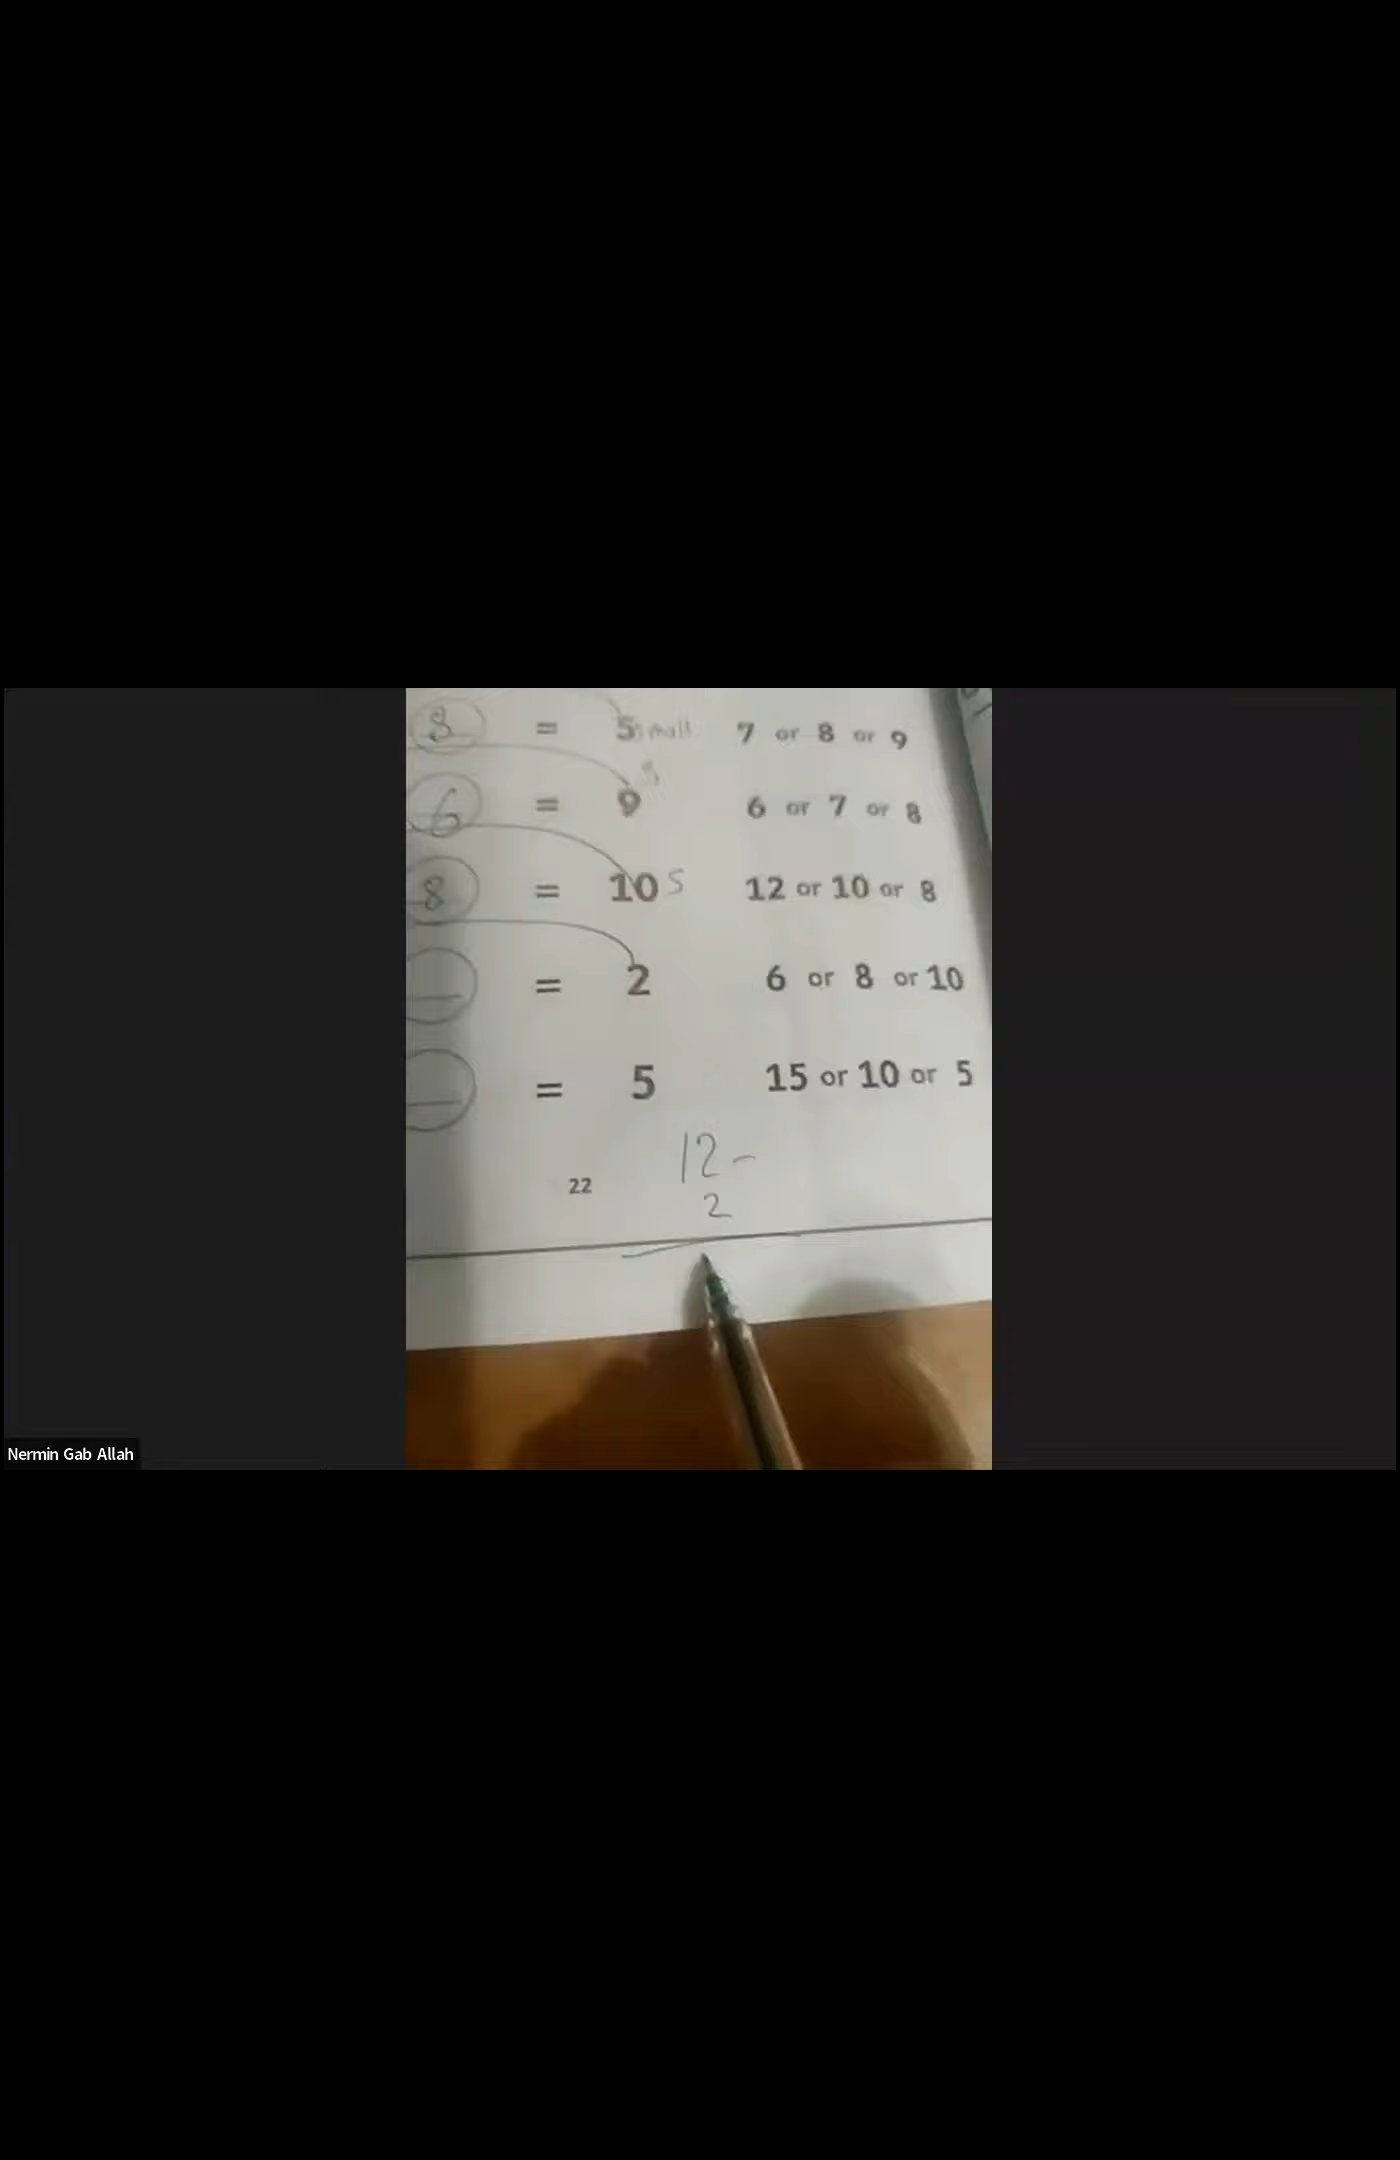 8 = 5 small 7 or 8 or 9
6 = 9 6 or 7 or 8
8 = 10 S 12 or 10 or 8
= 2 6 or 8 or 10
= 5 15 or 10 or 5
12 -
22
2
Nermin Gab Allah